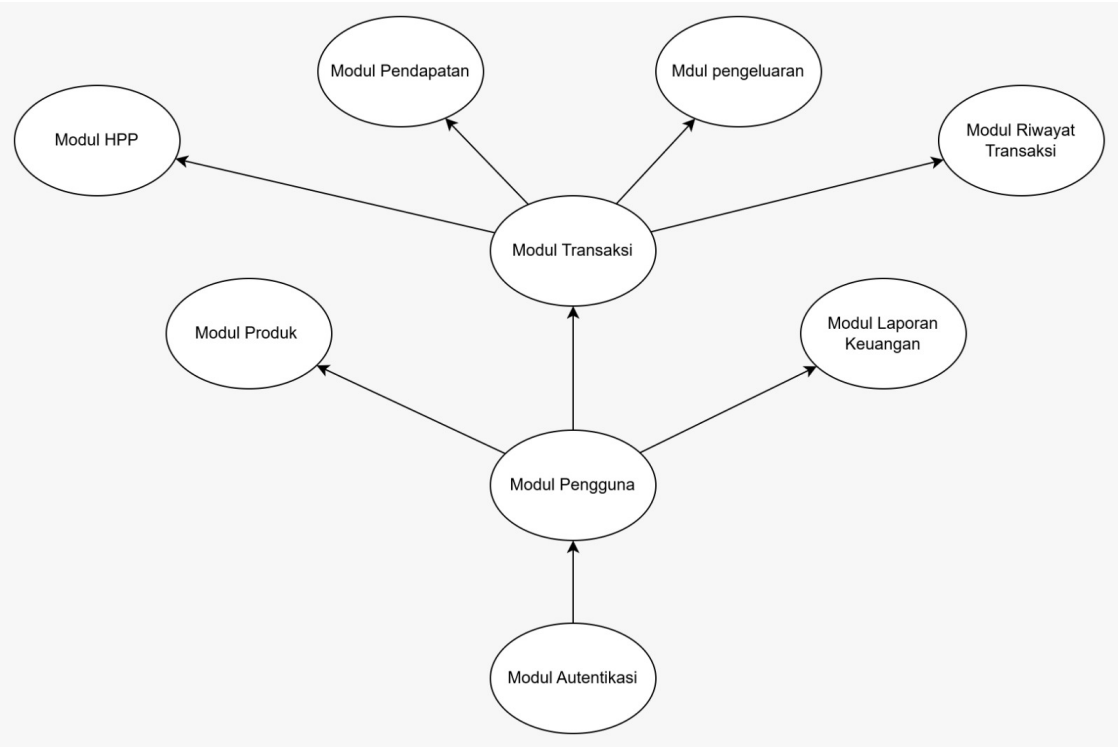 Modul Pendapatan
Mdul pengeluaran
Modul HPP
Modul Riwayat
Transaksi
Modul Transaksi
Modul Produk
Modul Laporan
Keuangan
Modul Pengguna
Modul Autentikasi